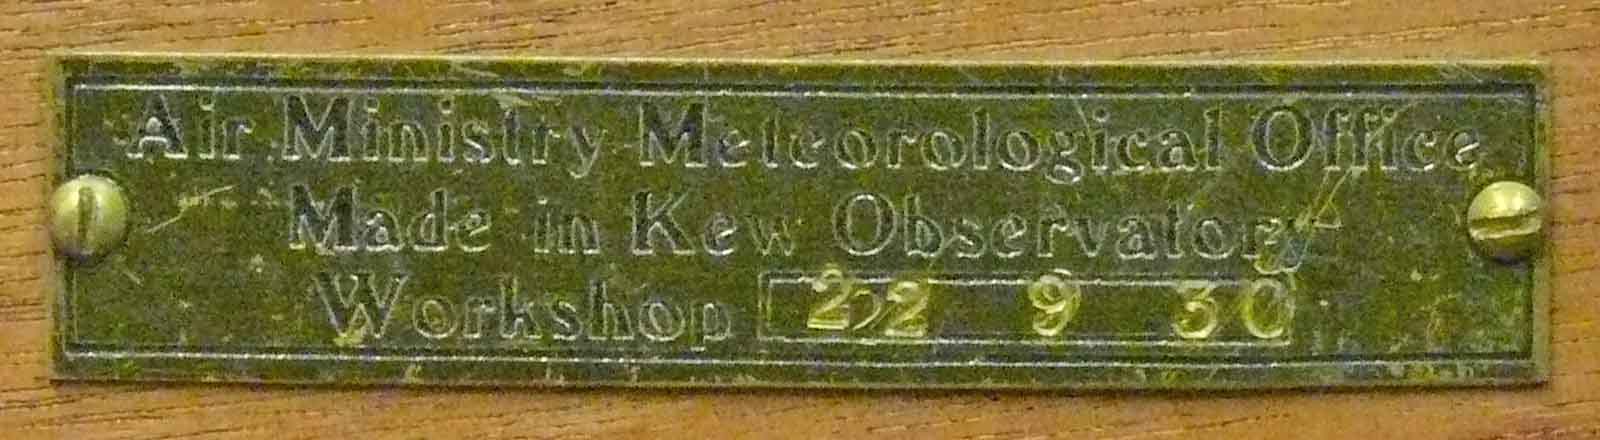 Air Ministry Meteorological Office
Made in Kew Observatory
Workshop 22 9 30